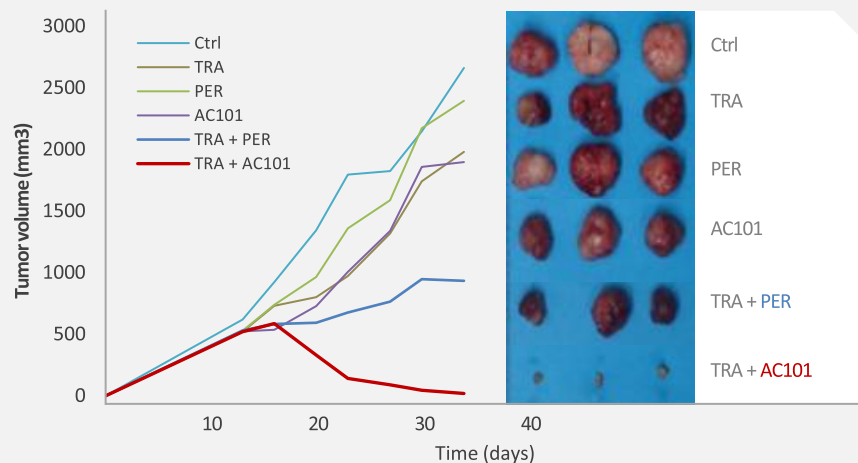 3000
2500
2000
1500
1000
500
0
Tumor volume (mm3)
Ctrl
TRA
PER
AC101
TRA + PER
TRA + AC101
10
20
30
40
Time (days)
Ctrl
TRA
PER
AC101
TRA + PER
TRA + AC101